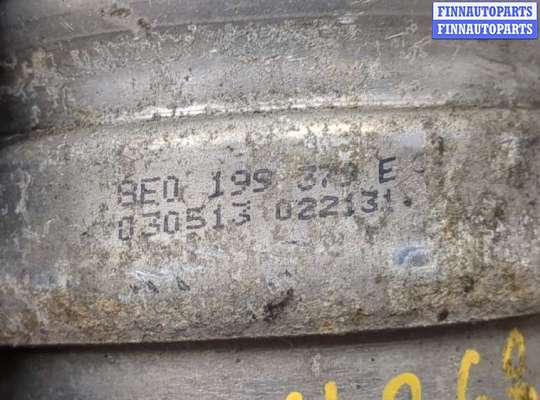 FINNAUTOPARTS
FINNAUTOPARTS
8E0 199 379 E
030513 022131